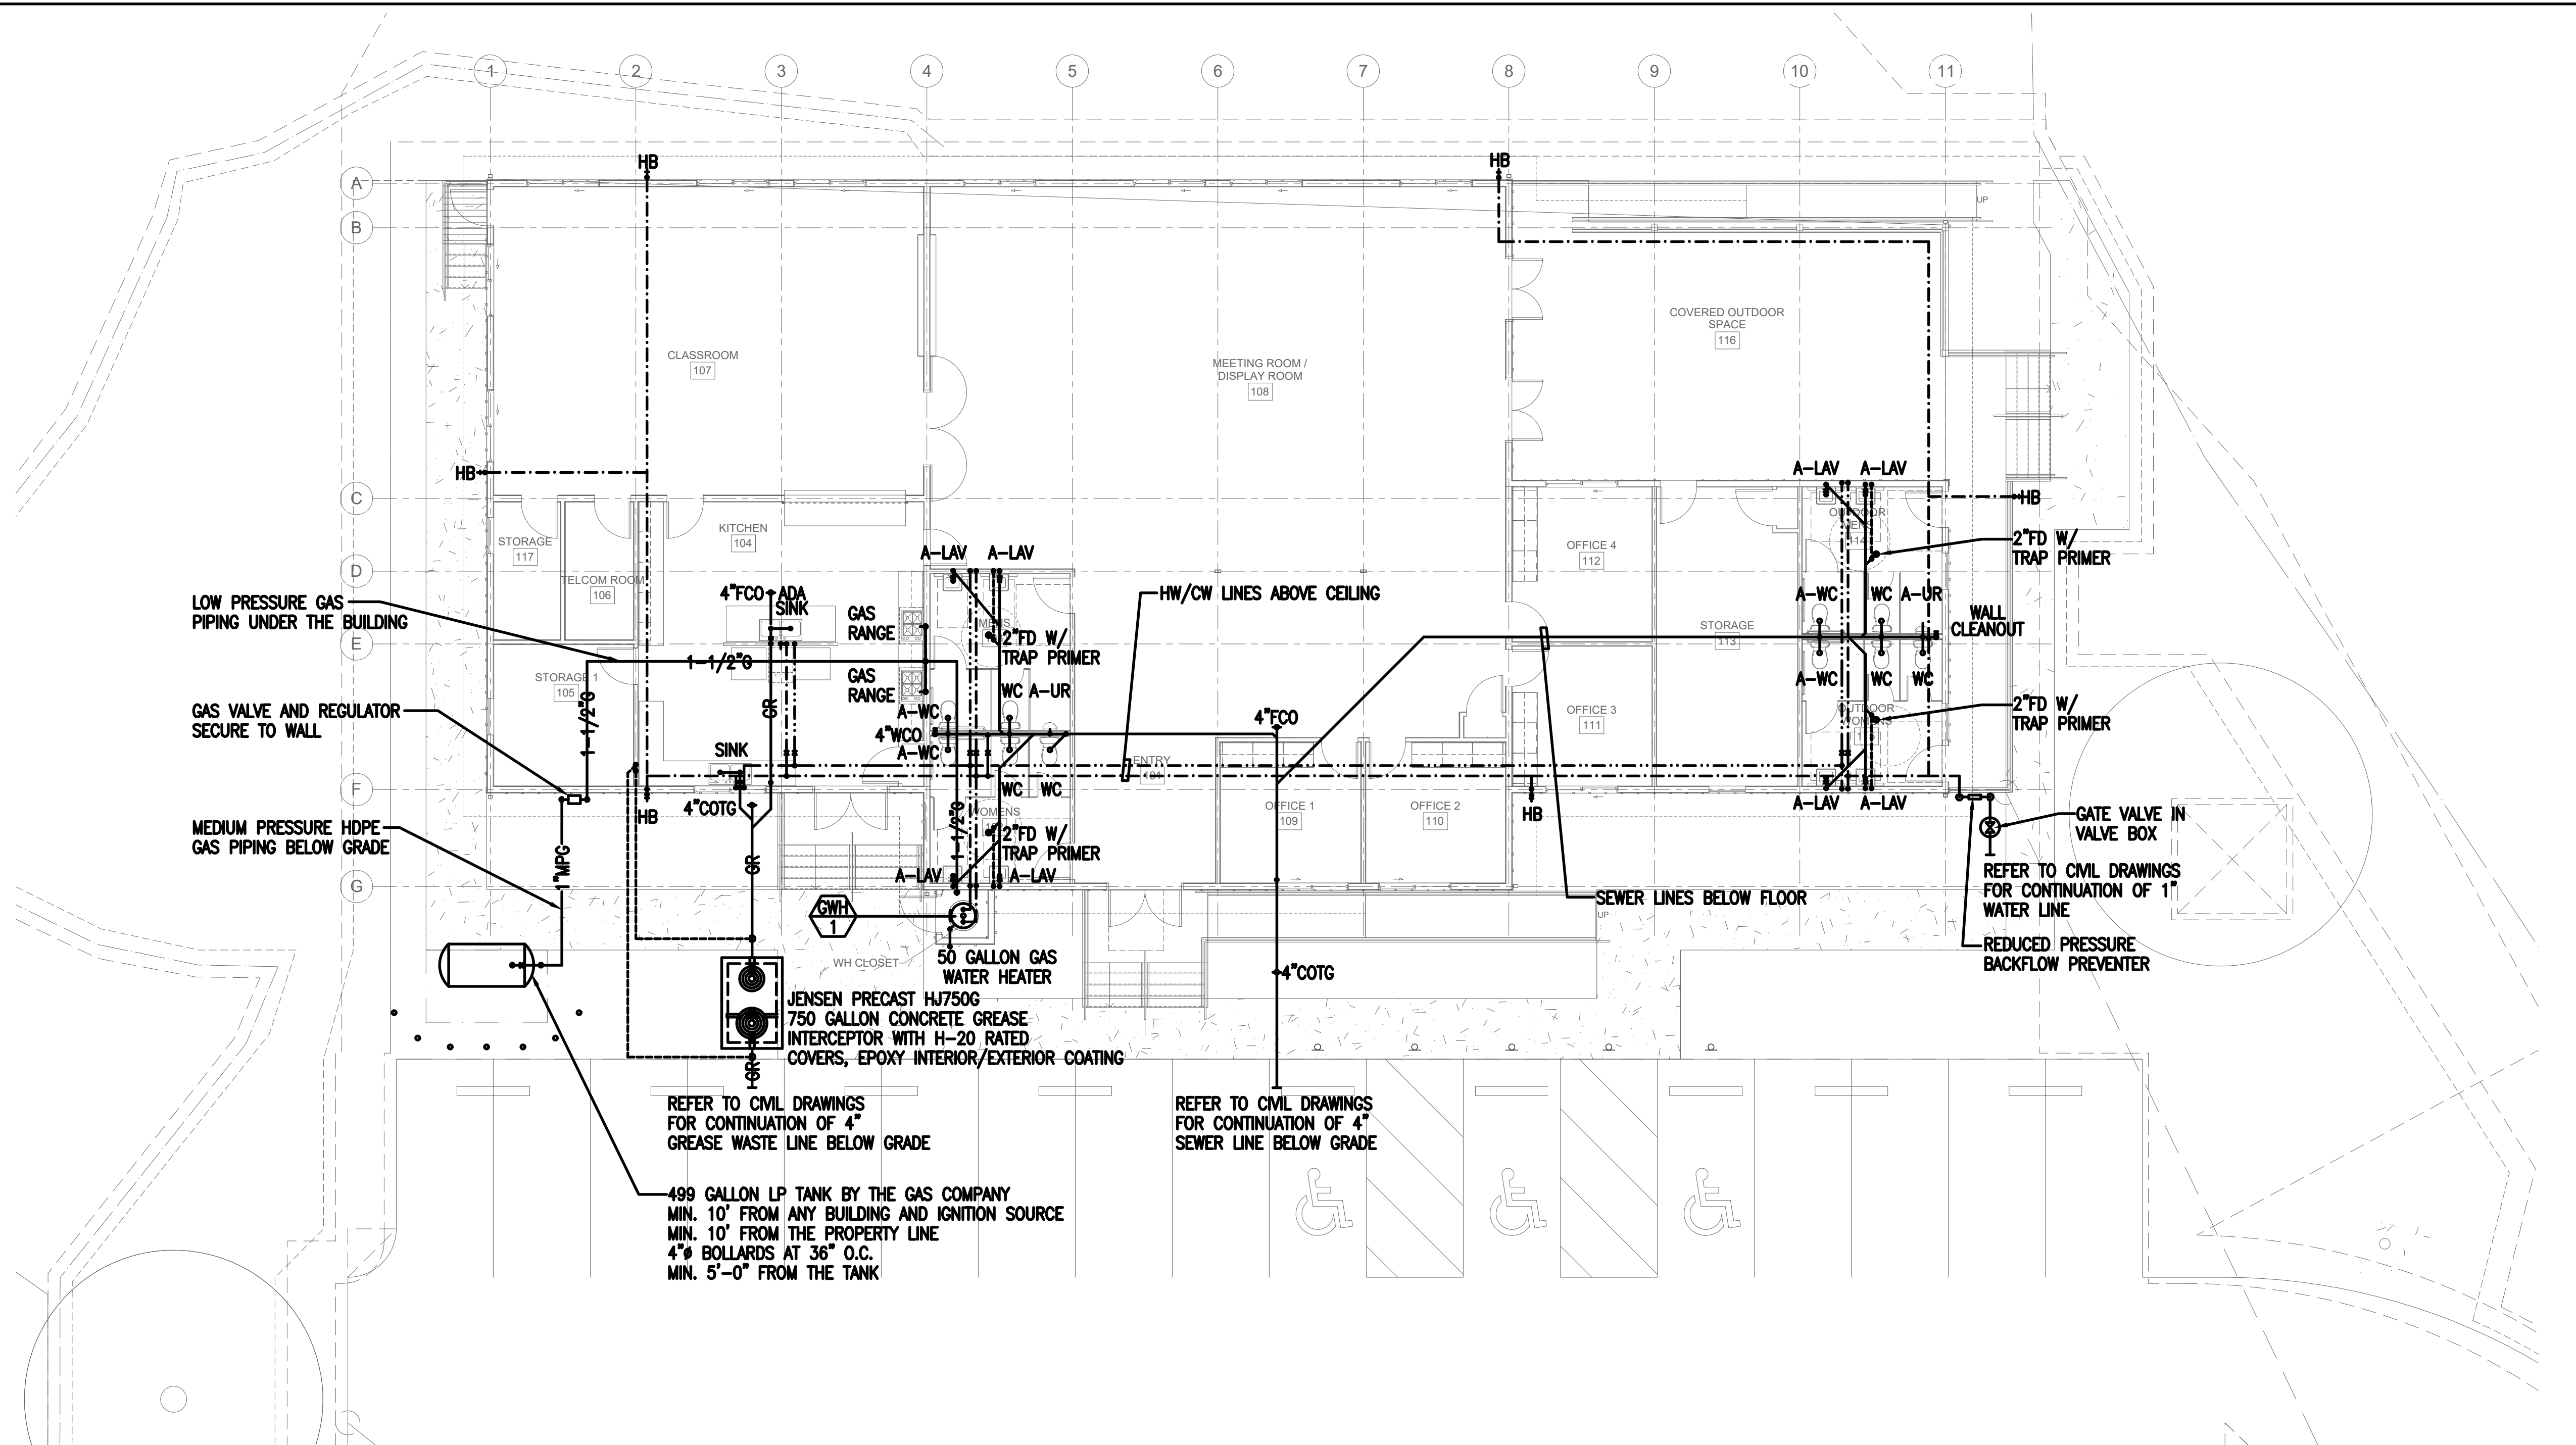 1 2 3 4 5 6 7 8 9 10 11
HB HB
A
B
UP
COVERED OUTDOOR
SPACE
116
CLASSROOM
107
MEETING ROOM /
DISPLAY ROOM
108
HB
A-LAV A-LAV
C
HB
KITCHEN
104
STORAGE
117
OFFICE 4
112
OUTDOOR
MENS
114
2"FD W/
TRAP PRIMER
A-LAV A-LAV
D
TELCOM ROOM
106
4"FCO ADA
SINK
GAS
RANGE
HW/CW LINES ABOVE CEILING
A-WC WC A-UR
LOW PRESSURE GAS
PIPING UNDER THE BUILDING
MENS
2"FD W/
TRAP PRIMER
STORAGE
113
WALL
CLEANOUT
E
1-1/2"G
GAS
RANGE
STORAGE 1
105
1-1/2"G
GR
WC A-UR
A-WC
A-WC WC WC
GAS VALVE AND REGULATOR
SECURE TO WALL
OFFICE 3
111
OUTDOOR
WOMENS
2"FD W/
TRAP PRIMER
4"FCO
4"WCO
A-WC
SINK
ENTRY
101
WC WC
F
4"COTG
HB
OFFICE 1
109
OFFICE 2
110
HB
A-LAV A-LAV
GATE VALVE IN
VALVE BOX
MEDIUM PRESSURE HDPE
GAS PIPING BELOW GRADE
1"MPG
GR
1-1/2"G
WOMENS
2"FD W/
TRAP PRIMER
A-LAV A-LAV
G
REFER TO CIVIL DRAWINGS
FOR CONTINUATION OF 1"
WATER LINE
SEWER LINES BELOW FLOOR
UP
GWH
1
REDUCED PRESSURE
BACKFLOW PREVENTER
WH CLOSET
50 GALLON GAS
WATER HEATER
4"COTG
JENSEN PRECAST HJ750G
750 GALLON CONCRETE GREASE
INTERCEPTOR WITH H-20 RATED
COVERS, EPOXY INTERIOR/EXTERIOR COATING
GR
REFER TO CIVIL DRAWINGS
FOR CONTINUATION OF 4"
GREASE WASTE LINE BELOW GRADE
REFER TO CIVIL DRAWINGS
FOR CONTINUATION OF 4"
SEWER LINE BELOW GRADE
499 GALLON LP TANK BY THE GAS COMPANY
MIN. 10' FROM ANY BUILDING AND IGNITION SOURCE
MIN. 10' FROM THE PROPERTY LINE
4"ø BOLLARDS AT 36" O.C.
MIN. 5'-0" FROM THE TANK